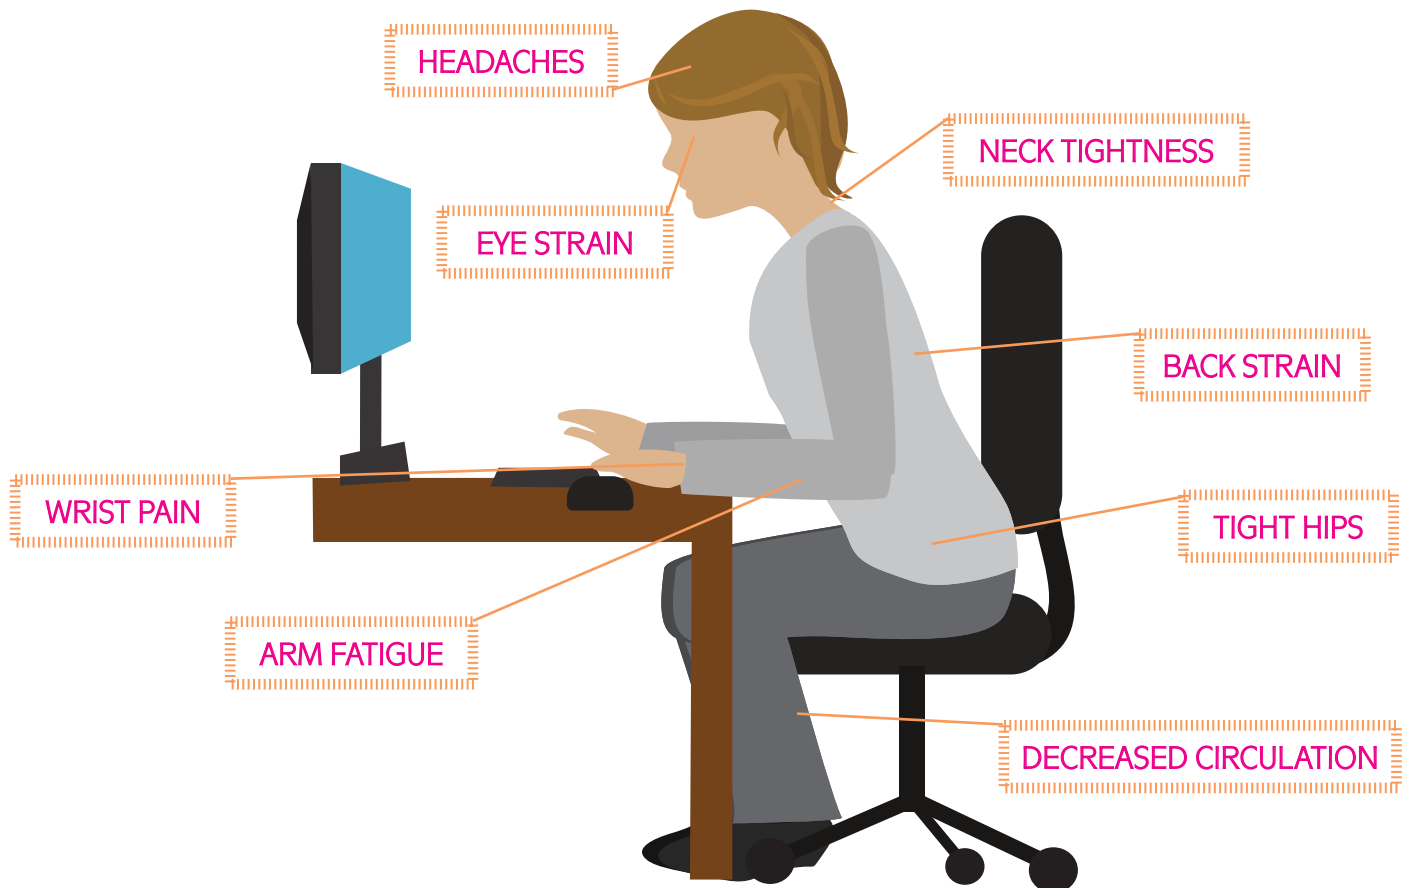 HEADACHES
NECK TIGHTNESS
EYE STRAIN
BACK STRAIN
WRIST PAIN
TIGHT HIPS
ARM FATIGUE
DECREASED CIRCULATION